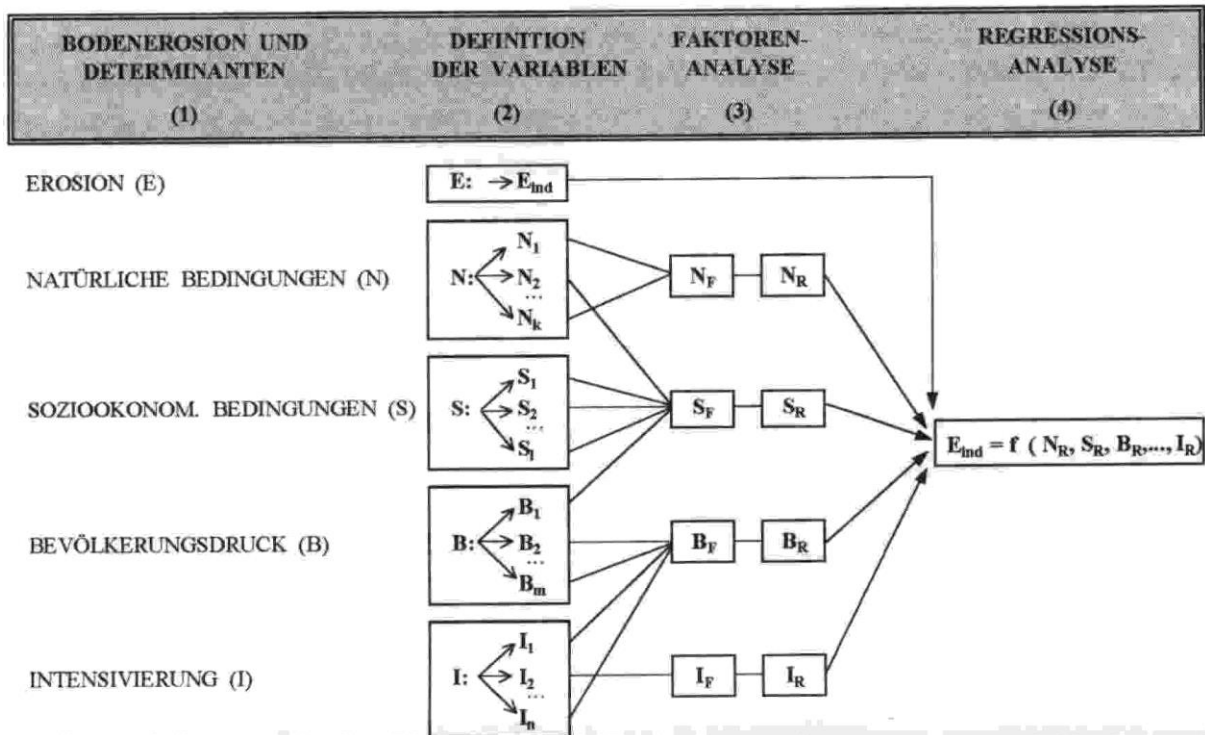 BODENEROSION UND DETERMINANTEN (1)
DEFINITION DER VARIABLEN (2)
FAKTOREN-ANALYSE (3)
REGRESSIONS-ANALYSE (4)
EROSION (E)
E: → E_ind
NATÜRLICHE BEDINGUNGEN (N)
N:
N_1
N_2
...
N_k
N_F
N_R
SOZIOOKONOM. BEDINGUNGEN (S)
S:
S_1
S_2
...
S_l
S_F
S_R
E_ind = f ( N_R, S_R, B_R,..., I_R)
BEVÖLKERUNGSDRUCK (B)
B:
B_1
B_2
...
B_m
B_F
B_R
INTENSIVIERUNG (I)
I:
I_1
I_2
...
I_n
I_F
I_R